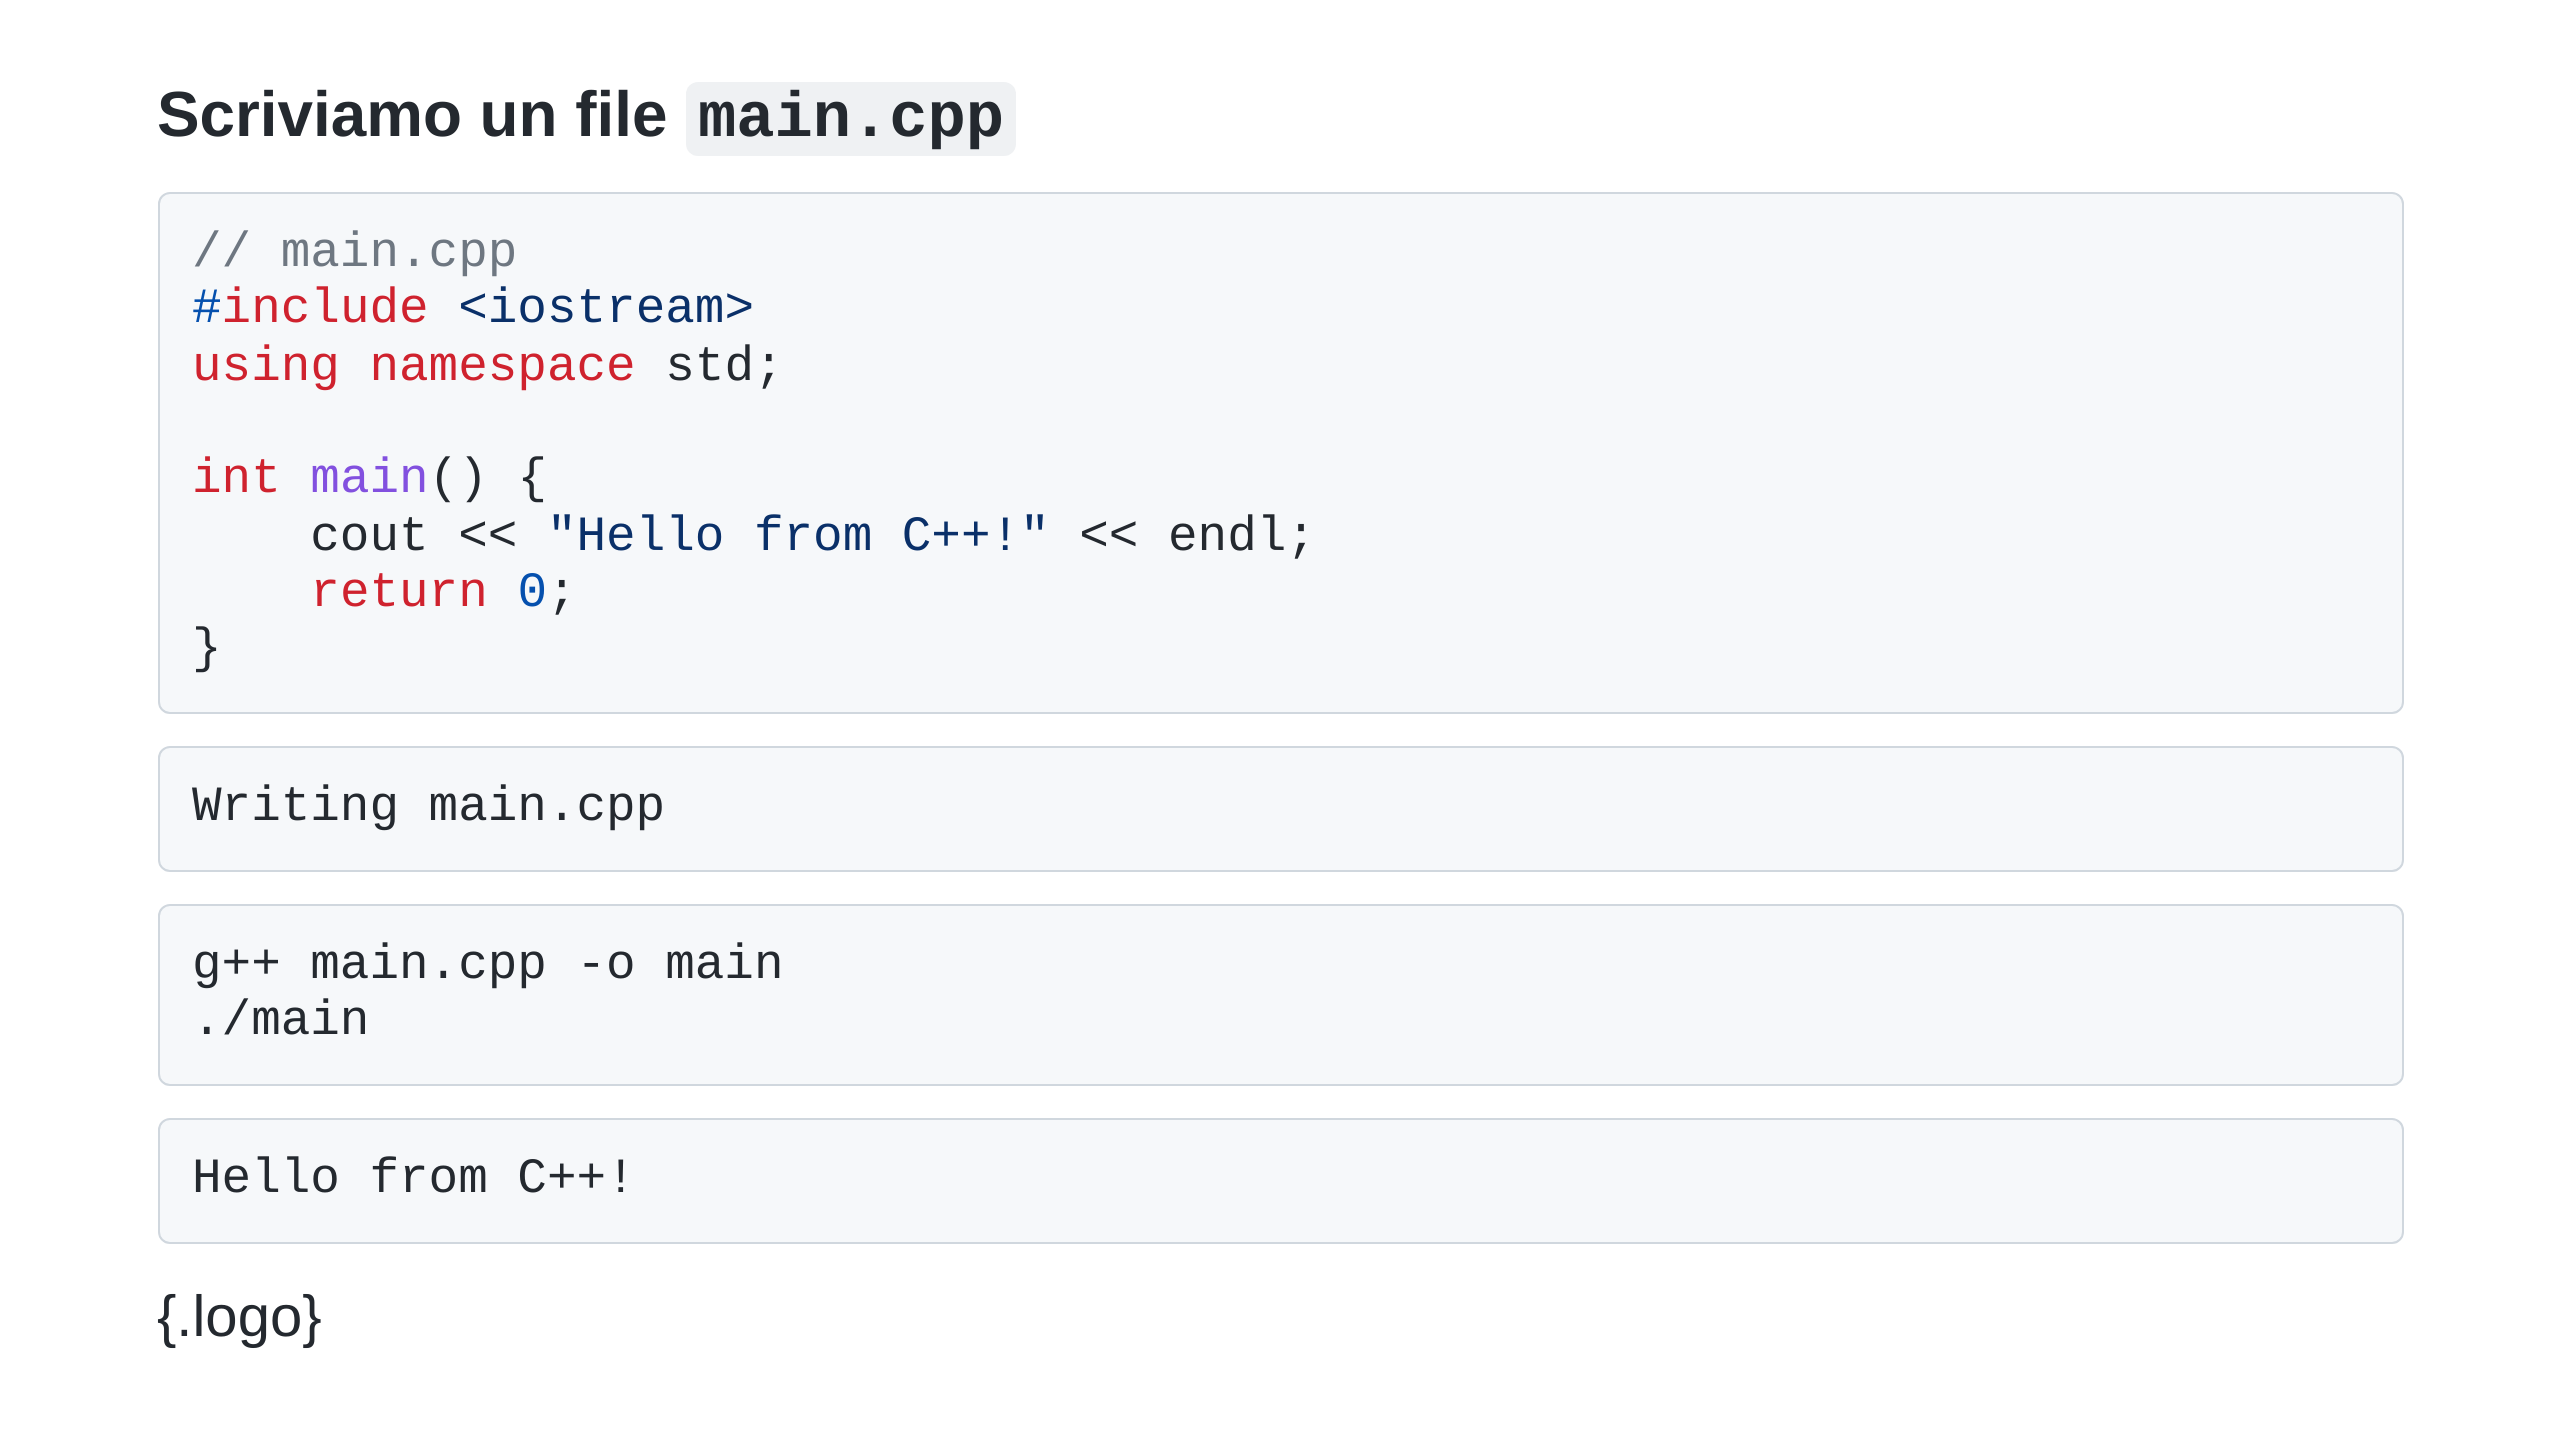 Scriviamo un file main.cpp
// main.cpp
#include <iostream>
using namespace std;
int main() {
    cout << "Hello from C++!" << endl;
    return 0;
}
Writing main.cpp
g++ main.cpp -o main
./main
Hello from C++!
{.logo}